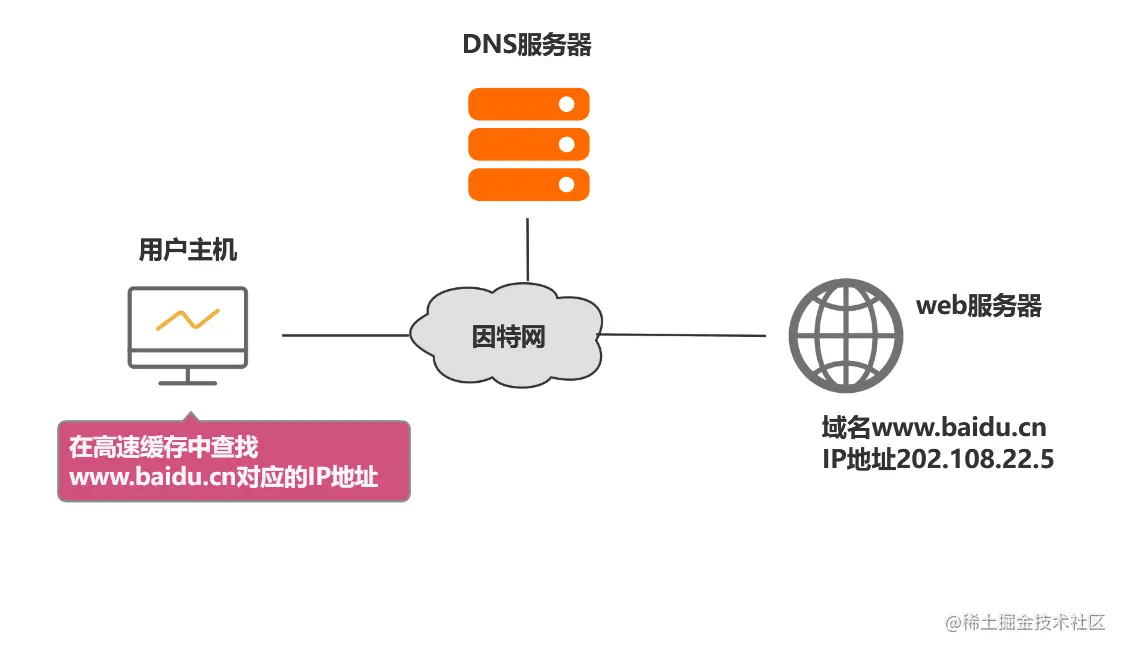 DNS服务器
用户主机
因特网
web服务器
域名www.baidu.cn
IP地址202.108.22.5
在高速缓存中查找
www.baidu.cn对应的IP地址
@稀土掘金技术社区